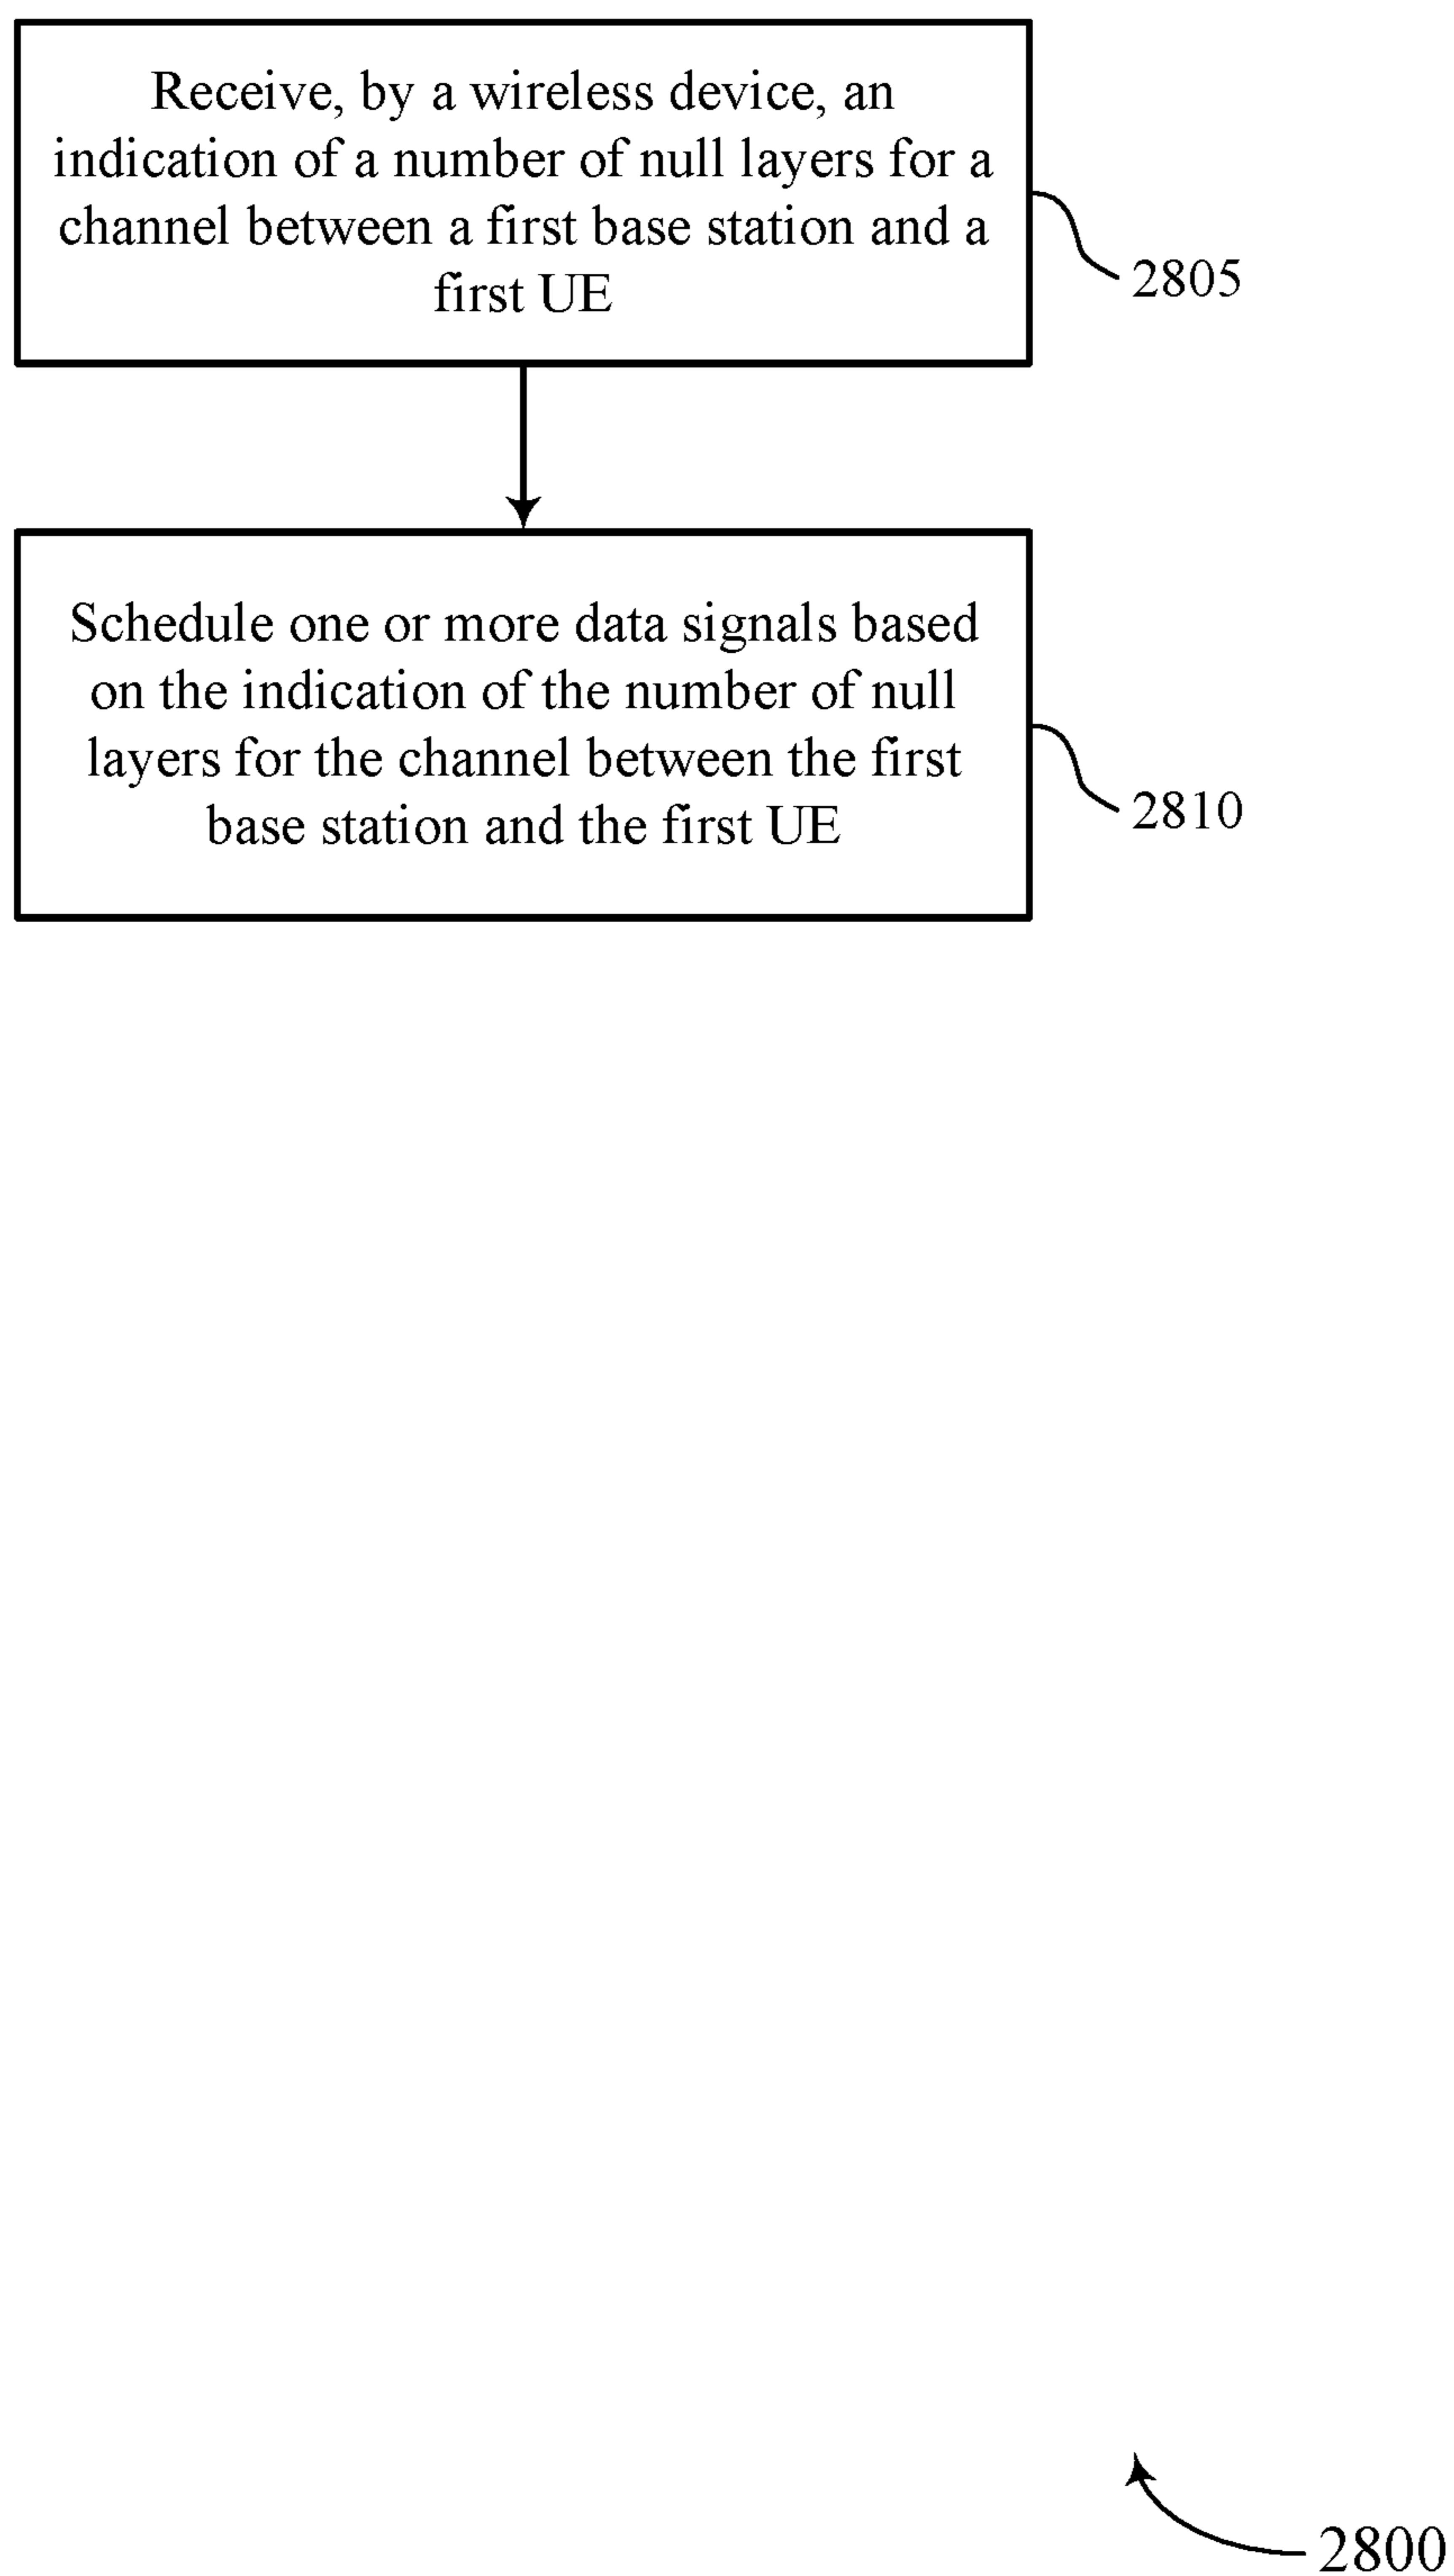 Receive, by a wireless device, an
indication of a number of null layers for a
channel between a first base station and a
first UE
2805
Schedule one or more data signals based
on the indication of the number of null
layers for the channel between the first
base station and the first UE
2810
2800